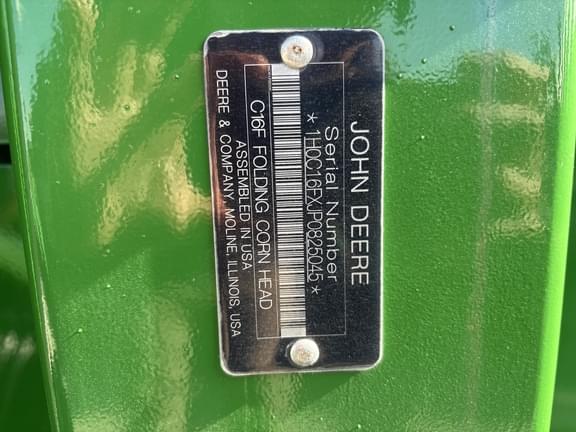 JOHN DEERE
Serial Number
*1H0C16FXJP0825045*
C16F FOLDING CORN HEAD
ASSEMBLED IN USA
DEERE & COMPANY, MOLINE, ILLINOIS, USA